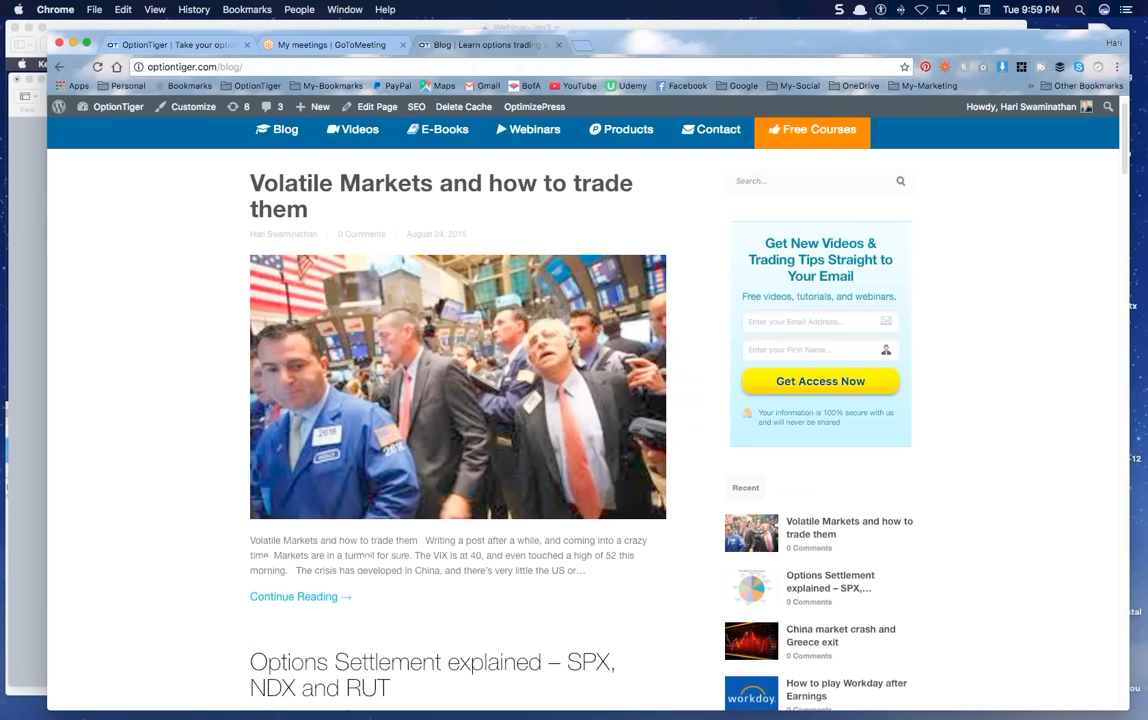 Chrome File Edit View History Bookmarks People Window Help
Tue 9:59 PM
Webinar-Jan3
OptionTiger | Take your option
My meetings | GoToMeeting
Blog | Learn options trading
Hari
optiontiger.com/blog/
Apps Personal Bookmarks OptionTiger My-Bookmarks PayPal Maps Gmail BofA YouTube Udemy Facebook Google My-Social OneDrive My-Marketing » Other Bookmarks
OptionTiger Customize 8 3 + New Edit Page SEO Delete Cache OptimizePress
Howdy, Hari Swaminathan
Blog Videos E-Books Webinars Products Contact Free Courses
Volatile Markets and how to trade
them
Hari Swaminathan 0 Comments August 24, 2015
Volatile Markets and how to trade them Writing a post after a while, and coming into a crazy
time. Markets are in a turmoil for sure. The VIX is at 40, and even touched a high of 52 this
morning. The crisis has developed in China, and there's very little the US or…
Continue Reading →
Options Settlement explained – SPX,
NDX and RUT
Search...
Get New Videos &
Trading Tips Straight to
Your Email
Free videos, tutorials, and webinars.
Enter your Email Address...
Enter your First Name...
Get Access Now
Your information is 100% secure with us
and will never be shared
Recent
Volatile Markets and how to
trade them
0 Comments
Options Settlement
explained – SPX,…
0 Comments
China market crash and
Greece exit
0 Comments
How to play Workday after
Earnings
0 Comments
workday.
View